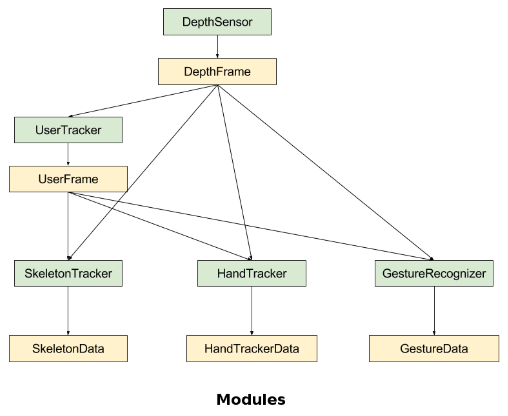 DepthSensor
DepthFrame
UserTracker
UserFrame
SkeletonTracker
HandTracker
GestureRecognizer
SkeletonData
HandTrackerData
GestureData
Modules